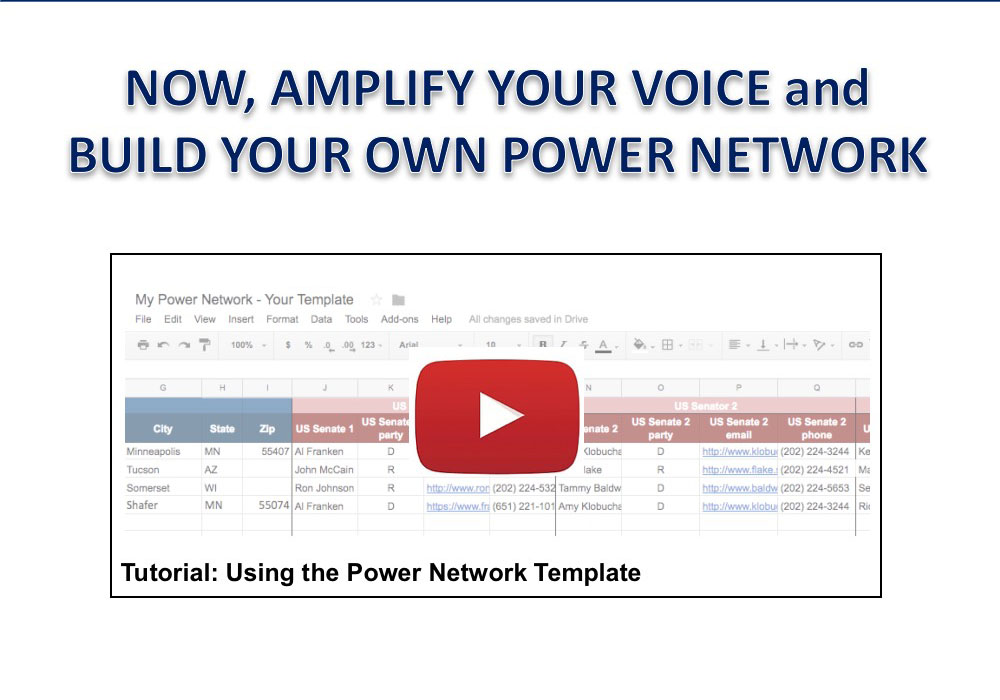 NOW, AMPLIFY YOUR VOICE and
BUILD YOUR OWN POWER NETWORK
My Power Network - Your Template
File Edit View Insert Format Data Tools Add-ons Help All changes saved in Drive
100% $ % .0 .00 123 Arial 10 B I S A
G H I J K N O P Q
US US Senator 2
City State Zip US Senate 1 US Senate party enate 2 US Senate 2 party US Senate 2 email US Senate 2 phone U
Minneapolis MN 55407 Al Franken D Klobucha D http://www.klobu (202) 224-3244 Ke
Tucson AZ John McCain R lake R http://www.flake.s (202) 224-4521 Ma
Somerset WI Ron Johnson R http://www.ron (202) 224-532 Tammy Baldw D http://www.baldw (202) 224-5653 Se
Shafer MN 55074 Al Franken D https://www.fra (651) 221-101 Amy Klobucha D http://www.klobu (202) 224-3244 Ric
Tutorial: Using the Power Network Template